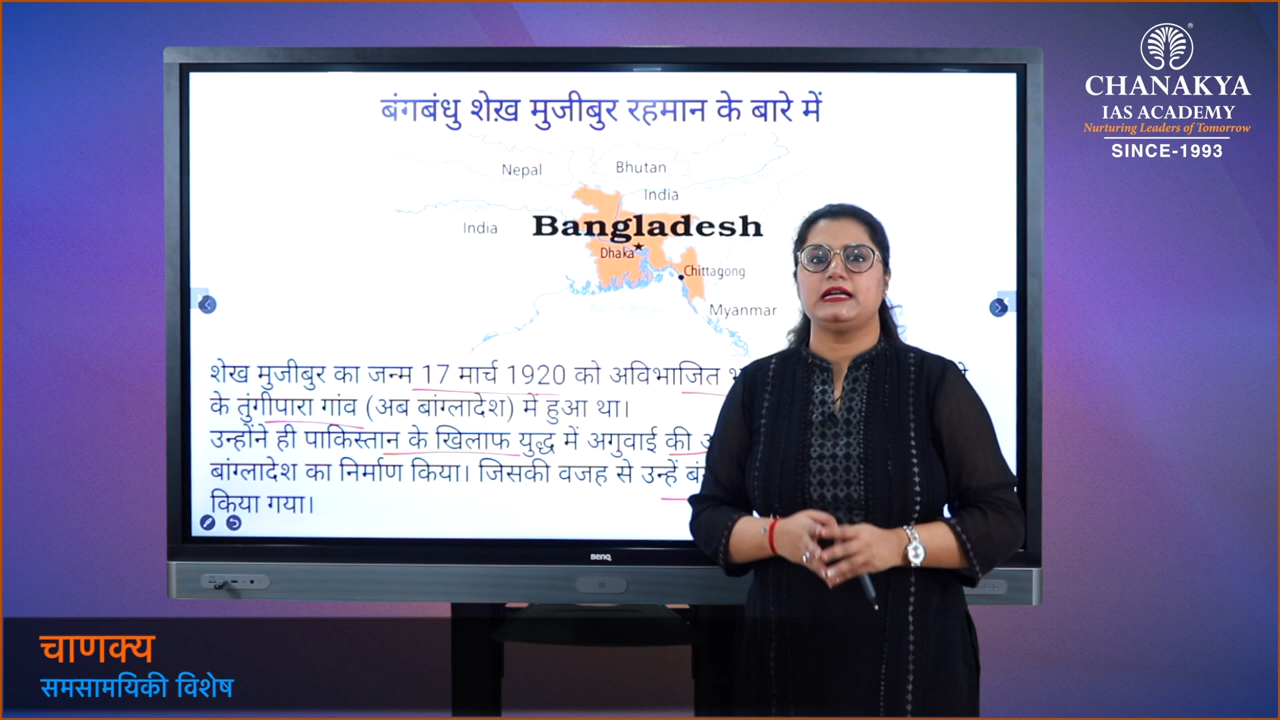 बंगबंधु शेख़ मुजीबुर रहमान के बारे में
Nepal
Bhutan
India
India
Bangladesh
Dhaka
Chittagong
Myanmar
शेख मुजीबुर का जन्म 17 मार्च 1920 को अविभाजित
के तुंगीपारा गांव (अब बांग्लादेश) में हुआ था।
उन्होंने ही पाकिस्तान के खिलाफ युद्ध में अगुवाई की
बांग्लादेश का निर्माण किया। जिसकी वजह से उन्हें
किया गया।
BenQ
CHANAKYA
IAS ACADEMY
Nurturing Leaders of Tomorrow
SINCE-1993
चाणक्य
समसामयिकी विशेष